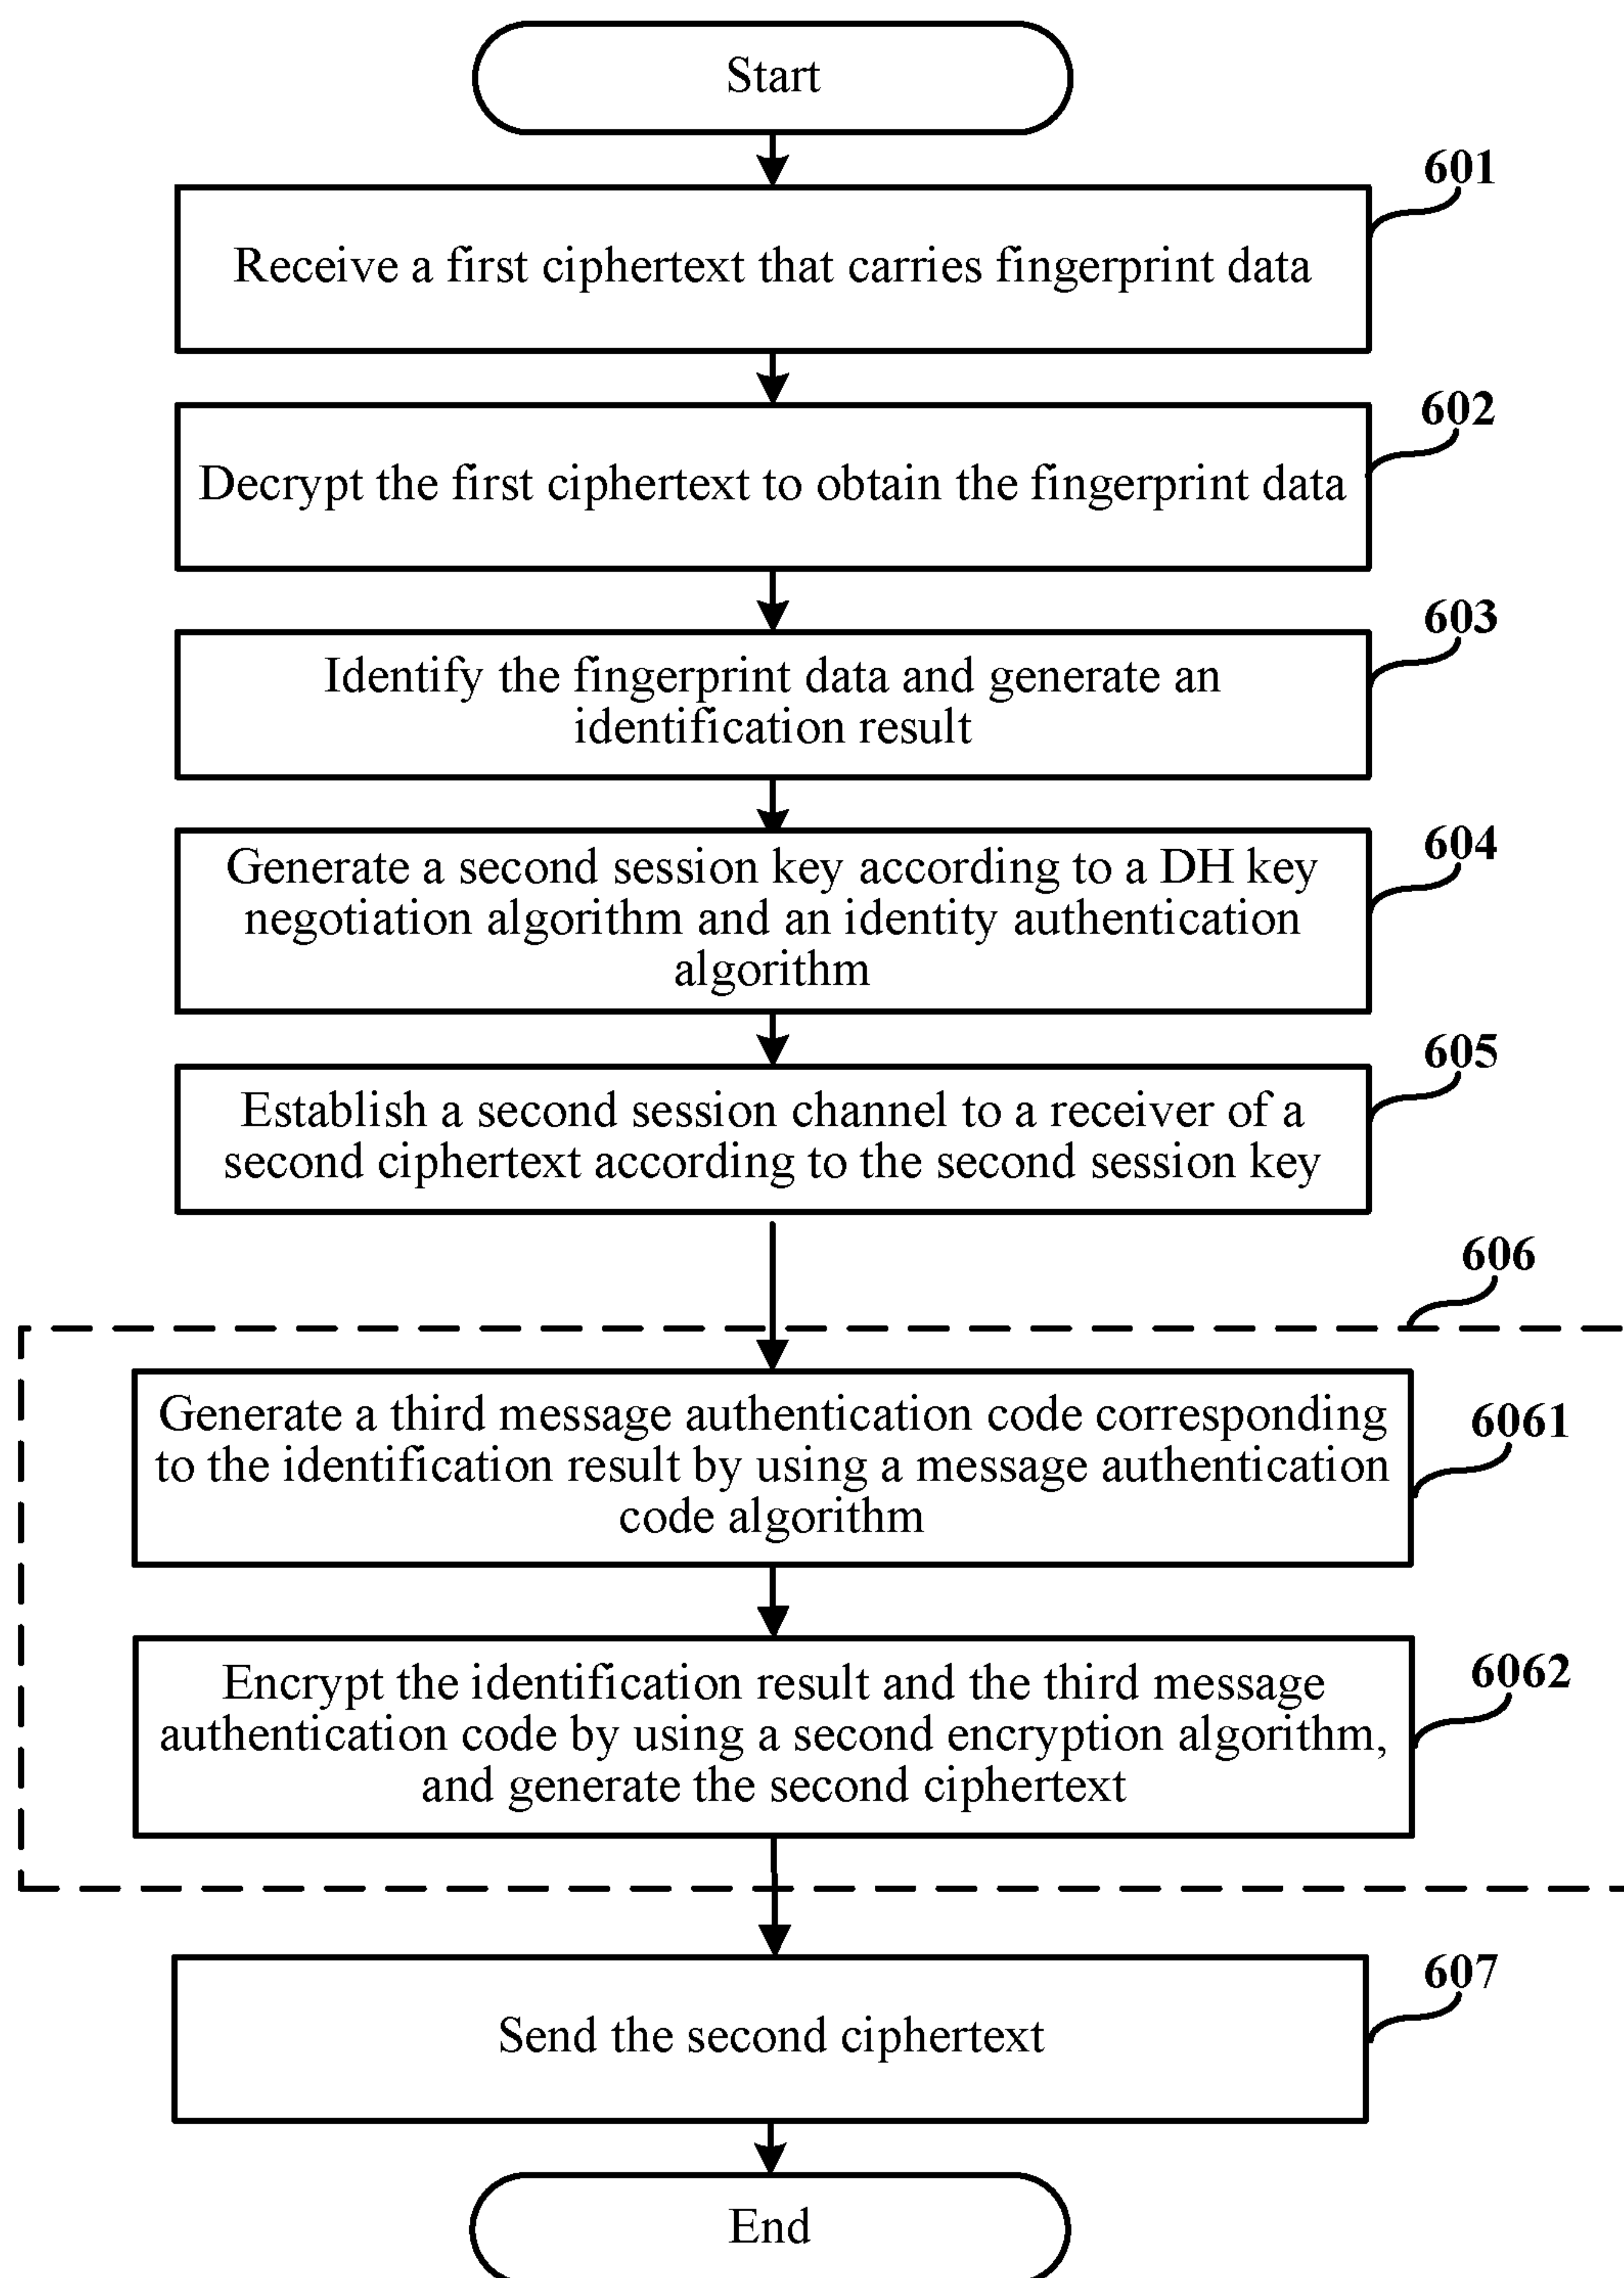 Start
601
Receive a first ciphertext that carries fingerprint data
602
Decrypt the first ciphertext to obtain the fingerprint data
603
Identify the fingerprint data and generate an
identification result
604
Generate a second session key according to a DH key
negotiation algorithm and an identity authentication
algorithm
605
Establish a second session channel to a receiver of a
second ciphertext according to the second session key
606
Generate a third message authentication code corresponding
to the identification result by using a message authentication
code algorithm
6061
Encrypt the identification result and the third message
authentication code by using a second encryption algorithm,
and generate the second ciphertext
6062
607
Send the second ciphertext
End